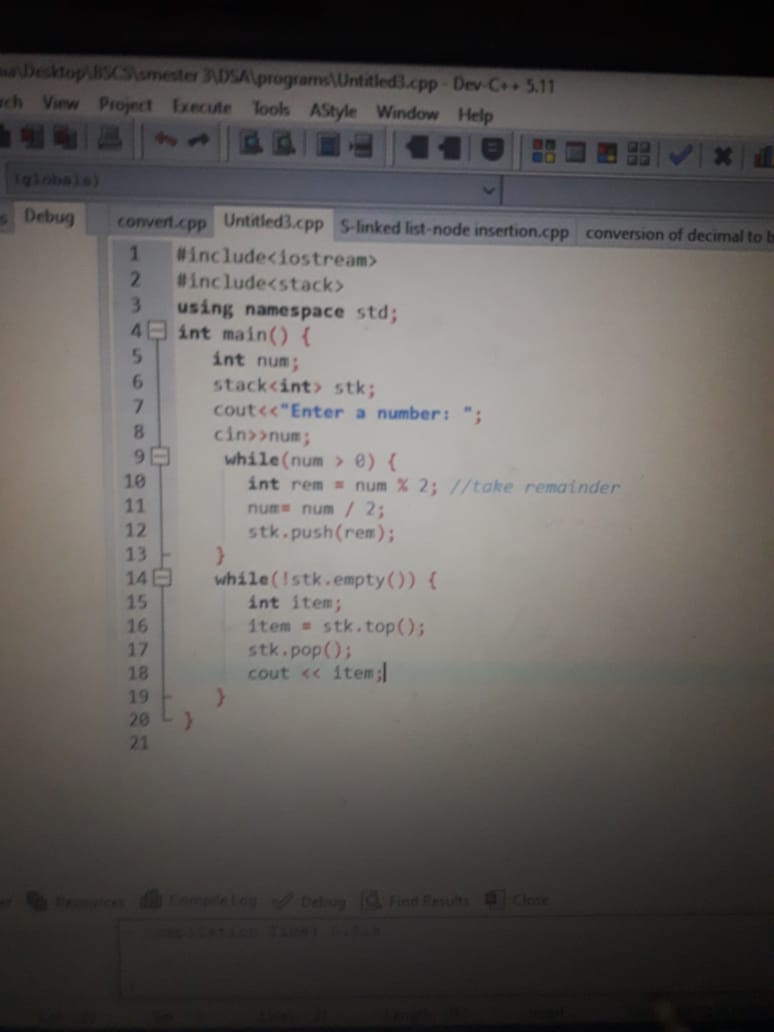 \Desktop\BSCS\smester 3\DSA\programs\Untitled3.cpp - Dev-C++ 5.11
View Project Execute Tools AStyle Window Help
(globals)
Debug convert.cpp Untitled3.cpp S-linked list-node insertion.cpp conversion of decimal to b
1 #include<iostream>
2 #include<stack>
3 using namespace std;
4 int main() {
5 int num;
6 stack<int> stk;
7 cout<<"Enter a number: ";
8 cin>>num;
9 while(num > 0) {
10 int rem = num % 2; //take remainder
11 num= num / 2;
12 stk.push(rem);
13 }
14 while(!stk.empty()) {
15 int item;
16 item = stk.top();
17 stk.pop();
18 cout << item;
19 }
20 }
21
Resources Compile Log Debug Find Results Close